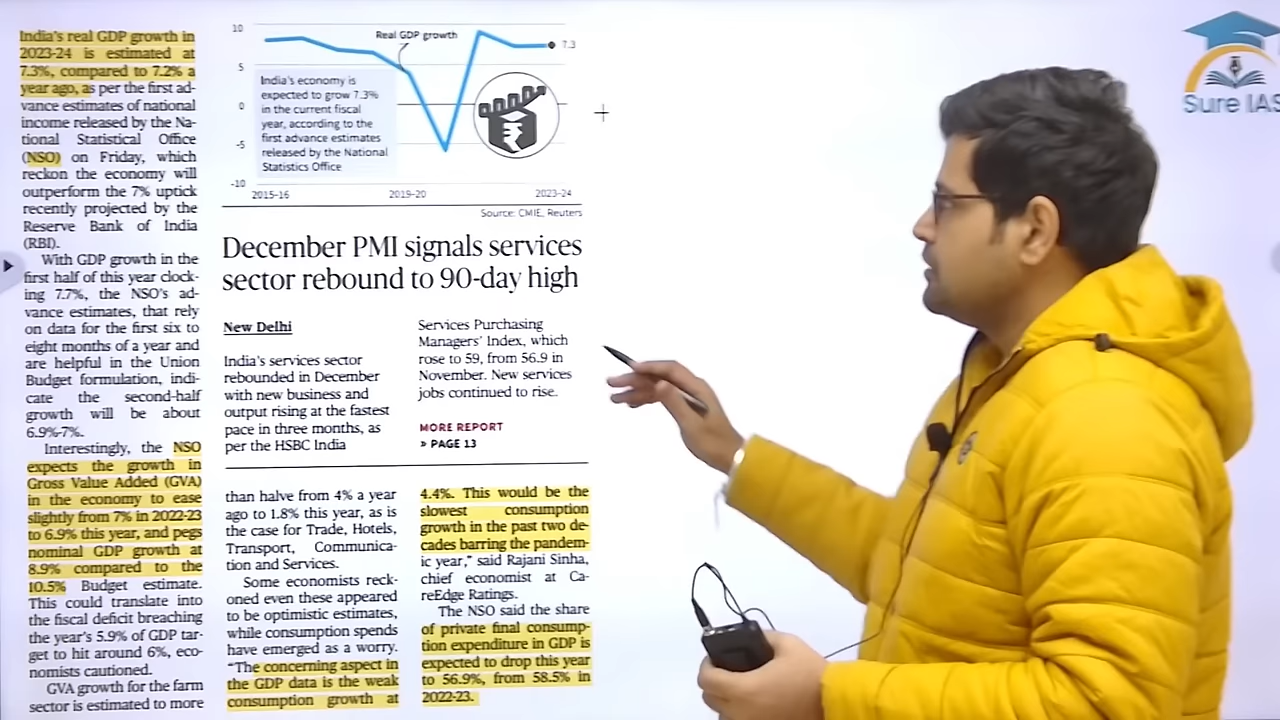 India's real GDP growth in
2023-24 is estimated at
7.3%, compared to 7.2% a
year ago, as per the first ad-
vance estimates of national
income released by the Na-
tional Statistical Office
(NSO) on Friday, which
reckon the economy will
outperform the 7% uptick
recently projected by the
Reserve Bank of India
(RBI).
With GDP growth in the
first half of this year clock-
ing 7.7%, the NSO's ad-
vance estimates, that rely
on data for the first six to
eight months of a year and
are helpful in the Union
Budget formulation, indi-
cate the second-half
growth will be about
6.9%-7%.
Interestingly, the NSO
expects the growth in
Gross Value Added (GVA)
in the economy to ease
slightly from 7% in 2022-23
to 6.9% this year, and pegs
nominal GDP growth at
8.9% compared to the
10.5% Budget estimate.
This could translate into
the fiscal deficit breaching
the year's 5.9% of GDP tar-
get to hit around 6%, eco-
nomists cautioned.
GVA growth for the farm
sector is estimated to more
10
5
0
-5
-10
Real GDP growth
7.3
India's economy is
expected to grow 7.3%
in the current fiscal
year, according to the
first advance estimates
released by the National
Statistics Office
2015-16
2019-20
2023-24
Source: CMIE, Reuters
December PMI signals services
sector rebound to 90-day high
New Delhi
India's services sector
rebounded in December
with new business and
output rising at the fastest
pace in three months, as
per the HSBC India
Services Purchasing
Managers' Index, which
rose to 59, from 56.9 in
November. New services
jobs continued to rise.
MORE REPORT
» PAGE 13
than halve from 4% a year
ago to 1.8% this year, as is
the case for Trade, Hotels,
Transport, Communica-
tion and Services.
Some economists reck-
oned even these appeared
to be optimistic estimates,
while consumption spends
have emerged as a worry.
"The concerning aspect in
the GDP data is the weak
consumption growth at
4.4%. This would be the
slowest consumption
growth in the past two de-
cades barring the pandem-
ic year," said Rajani Sinha,
chief economist at Ca-
reEdge Ratings.
The NSO said the share
of private final consump-
tion expenditure in GDP is
expected to drop this year
to 56.9%, from 58.5% in
2022-23.
Sure IAS